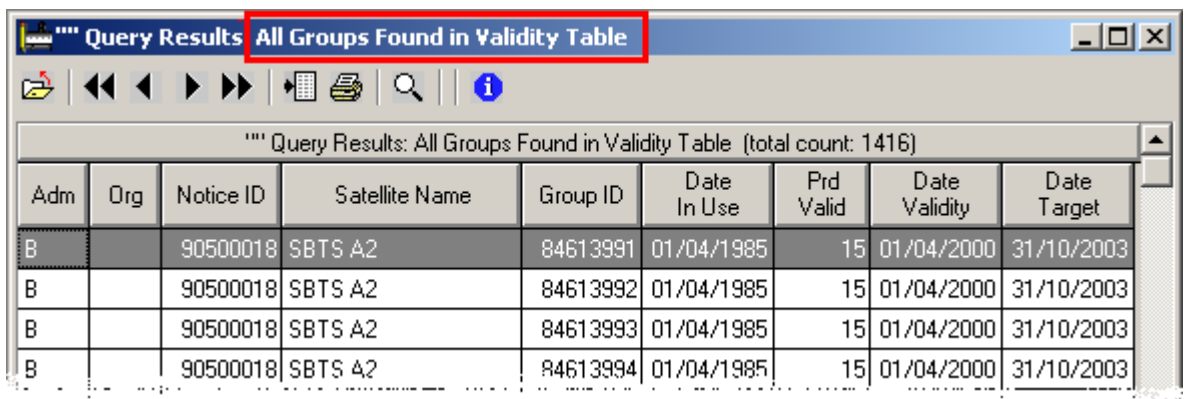 "" Query Results: All Groups Found in Validity Table
"" Query Results: All Groups Found in Validity Table (total count: 1416)
Adm Org Notice ID Satellite Name Group ID Date In Use Prd Valid Date Validity Date Target
B 90500018 SBTS A2 84613991 01/04/1985 15 01/04/2000 31/10/2003
B 90500018 SBTS A2 84613992 01/04/1985 15 01/04/2000 31/10/2003
B 90500018 SBTS A2 84613993 01/04/1985 15 01/04/2000 31/10/2003
B 90500018 SBTS A2 84613994 01/04/1985 15 01/04/2000 31/10/2003